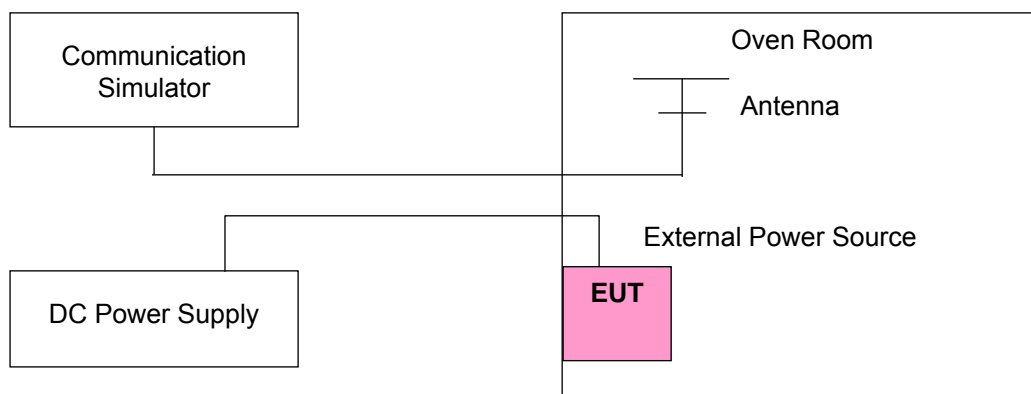 Communication
Simulator
Oven Room
Antenna
External Power Source
DC Power Supply
EUT